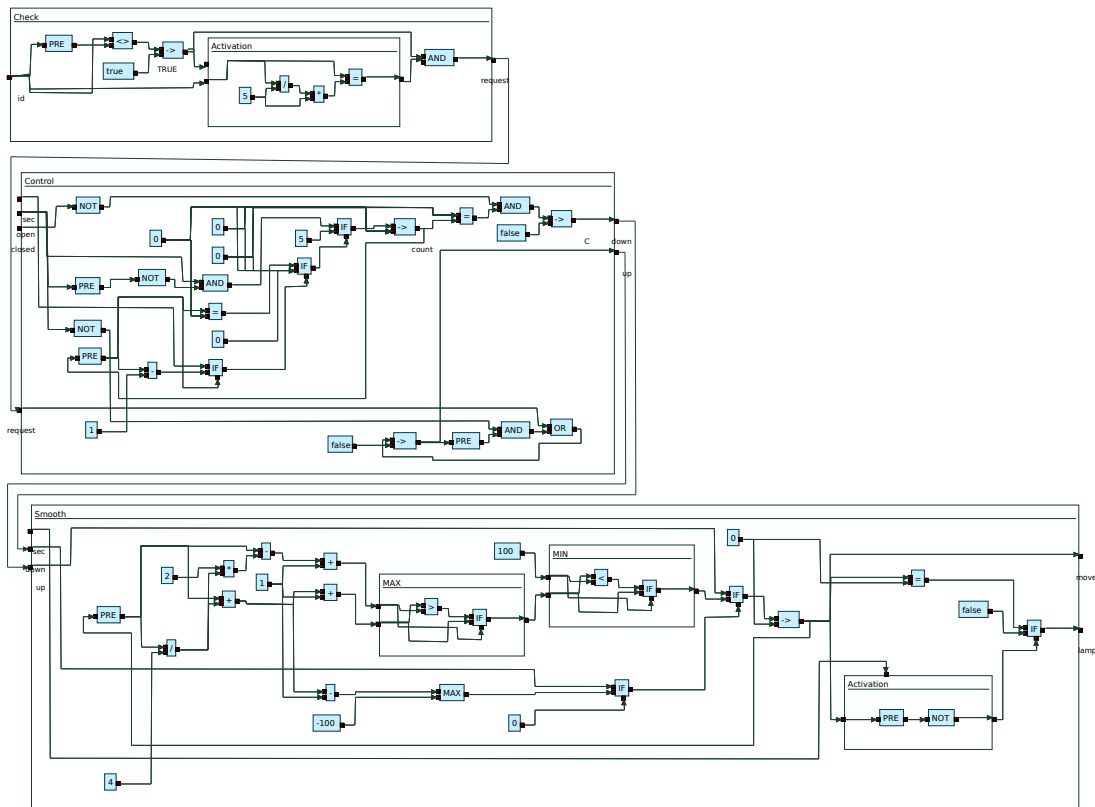 Check
PRE
<>
->
true
TRUE
Activation
5
/
*
=
AND
request
id
Control
NOT
sec
open
closed
0
0
0
5
IF
->
count
=
AND
false
->
C
down
up
IF
PRE
NOT
AND
=
0
NOT
PRE
-
IF
1
request
false
->
PRE
AND
OR
Smooth
sec
down
up
2
*
-
1
+
+
+
100
MIN
<
IF
MAX
>
IF
0
IF
->
=
false
IF
move
lamp
PRE
/
-
MAX
-100
0
IF
Activation
PRE
NOT
4